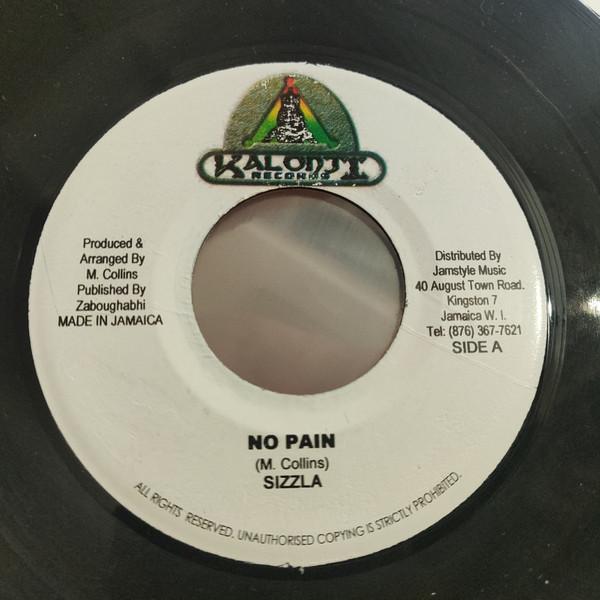 KALONJI
RECORDS
Produced &
Arranged By
M. Collins
Published By
Zaboughabhi
MADE IN JAMAICA
Distributed By
Jamstyle Music
40 August Town Road.
Kingston 7
Jamaica W. I.
Tel: (876) 367-7621
SIDE A
NO PAIN
(M. Collins)
SIZZLA
ALL RIGHTS RESERVED. UNAUTHORISED COPYING IS STRICTLY PROHIBITED.